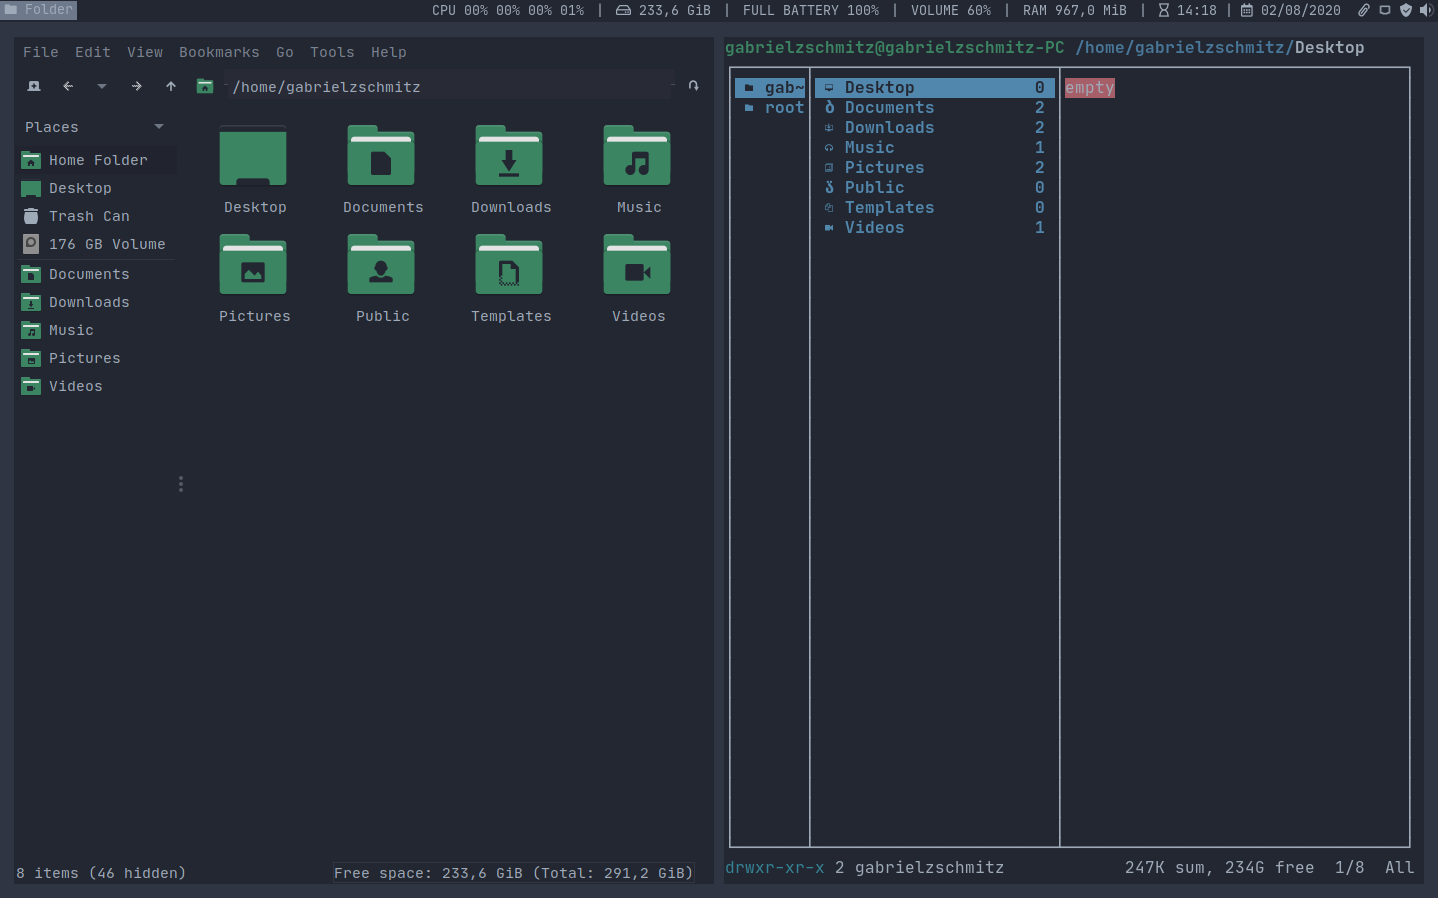 Folder
CPU 00% 00% 00% 01% | 233,6 GiB | FULL BATTERY 100% | VOLUME 60% | RAM 967,0 MiB | 14:18 | 02/08/2020
File Edit View Bookmarks Go Tools Help
/home/gabrielzschmitz
Places
Home Folder
Desktop
Trash Can
176 GB Volume
Documents
Downloads
Music
Pictures
Videos
Desktop Documents Downloads Music
Pictures Public Templates Videos
8 items (46 hidden) Free space: 233,6 GiB (Total: 291,2 GiB)
gabrielzschmitz@gabrielzschmitz-PC /home/gabrielzschmitz/Desktop
gab~ Desktop 0 empty
root Documents 2
Downloads 2
Music 1
Pictures 2
Public 0
Templates 0
Videos 1
drwxr-xr-x 2 gabrielzschmitz 247K sum, 234G free 1/8 All